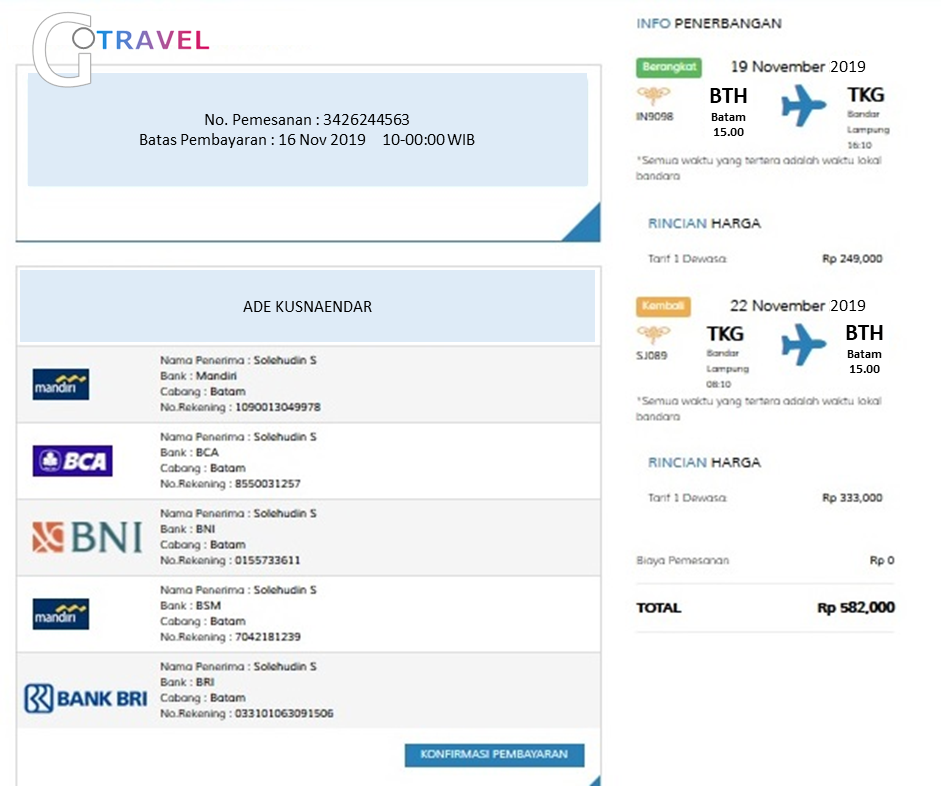 GTRAVEL
No. Pemesanan : 3426244563
Batas Pembayaran : 16 Nov 2019 10-00:00 WIB
ADE KUSNAENDAR
mandiri
Nama Penerima : Solehudin S
Bank : Mandiri
Cabang : Batam
No.Rekening : 1090013049978
BCA
Nama Penerima : Solehudin S
Bank : BCA
Cabang : Batam
No.Rekening : 8550031257
BNI
Nama Penerima : Solehudin S
Bank : BNI
Cabang : Batam
No.Rekening : 0155733611
mandiri
Nama Penerima : Solehudin S
Bank : BSM
Cabang : Batam
No.Rekening : 7042181239
BANK BRI
Nama Penerima : Solehudin S
Bank : BRI
Cabang : Batam
No.Rekening : 033101063091506
KONFIRMASI PEMBAYARAN
INFO PENERBANGAN
Berangkat 19 November 2019
IN9098
BTH
Batam
15.00
TKG
Bandar
Lampung
16:10
*Semua waktu yang tertera adalah waktu lokal
bandara
RINCIAN HARGA
Tarif 1 Dewasa Rp 249,000
Kembali 22 November 2019
SJ089
TKG
Bandar
Lampung
08:10
BTH
Batam
15.00
*Semua waktu yang tertera adalah waktu lokal
bandara
RINCIAN HARGA
Tarif 1 Dewasa Rp 333,000
Biaya Pemesanan Rp 0
TOTAL Rp 582,000